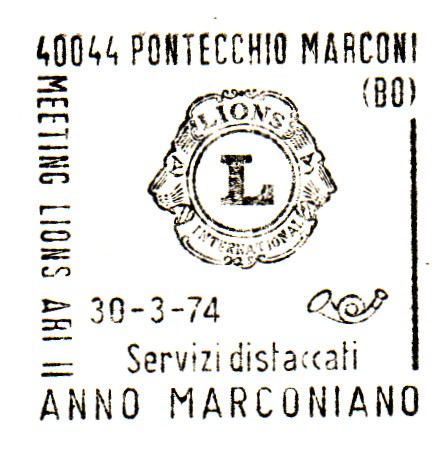 40044 PONTECCHIO MARCONI
(BO)
MEETING LIONS ARI II
LIONS
L
INTERNATIONAL
30-3-74
Servizi distaccati
ANNO MARCONIANO